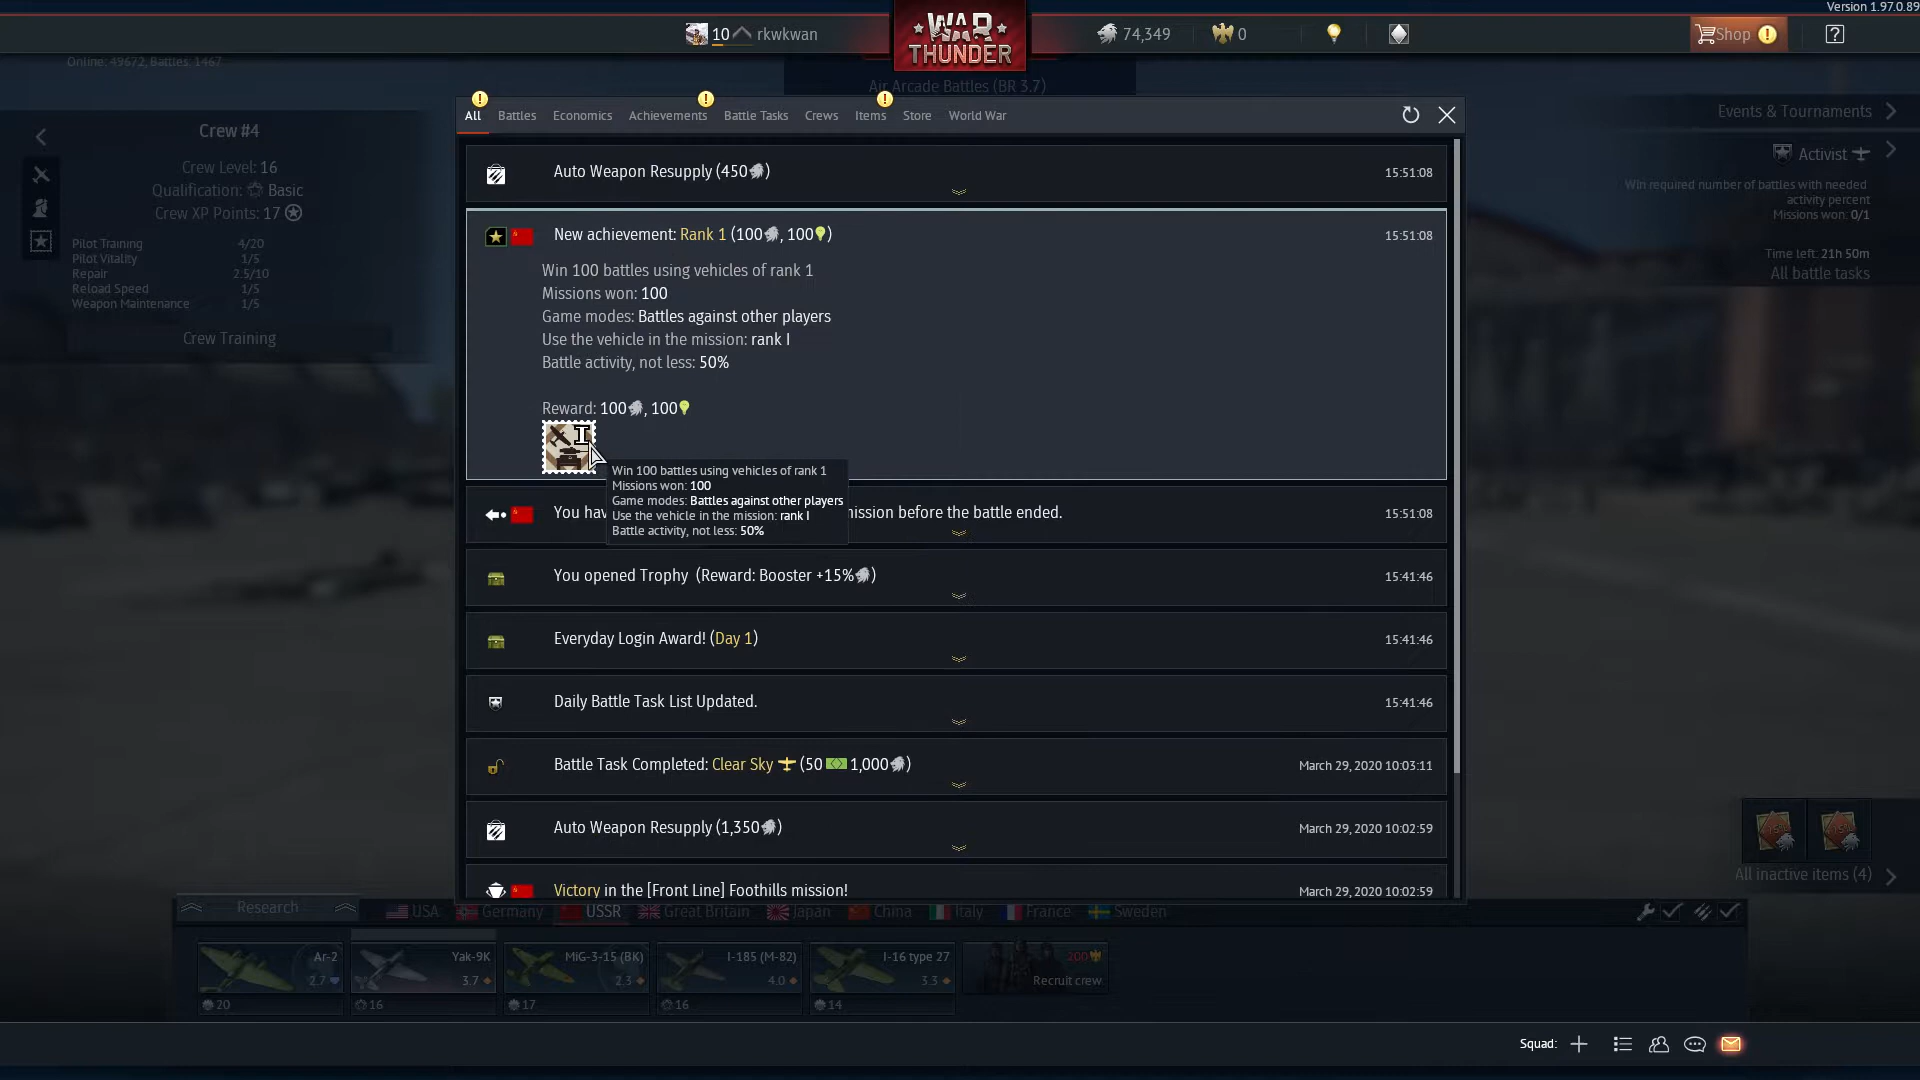 Version 1.97.0.89
10 rkwkwan
WAR THUNDER
74,349
0
Shop
Online: 49672, Battles: 1467
Air Arcade Battles (BR 3.7)
Crew #4
Crew Level: 16
Qualification: Basic
Crew XP Points: 17
Pilot Training 4/20
Pilot Vitality 1/5
Repair 2.5/10
Reload Speed 1/5
Weapon Maintenance 1/5
Crew Training
All Battles Economics Achievements Battle Tasks Crews Items Store World War
Auto Weapon Resupply (450) 15:51:08
New achievement: Rank 1 (100, 100) 15:51:08
Win 100 battles using vehicles of rank 1
Missions won: 100
Game modes: Battles against other players
Use the vehicle in the mission: rank I
Battle activity, not less: 50%
Reward: 100, 100
I
Win 100 battles using vehicles of rank 1
Missions won: 100
Game modes: Battles against other players
Use the vehicle in the mission: rank I
Battle activity, not less: 50%
You mission before the battle ended. 15:51:08
You opened Trophy (Reward: Booster +15%) 15:41:46
Everyday Login Award! (Day 1) 15:41:46
Daily Battle Task List Updated. 15:41:46
Battle Task Completed: Clear Sky (50 1,000) March 29, 2020 10:03:11
Auto Weapon Resupply (1,350) March 29, 2020 10:02:59
Victory in the [Front Line] Foothills mission! March 29, 2020 10:02:59
Events & Tournaments
Activist
Win required number of battles with needed
activity percent
Missions won: 0/1
Time left: 21h 50m
All battle tasks
All inactive items (4)
Research
USA Germany USSR Great Britain Japan China Italy France Sweden
Ar-2 2.7 20
Yak-9K 3.7 16
MiG-3-15 (BK) 2.3 17
I-185 (M-82) 4.0 16
I-16 type 27 3.3 14
200
Recruit crew
Squad: